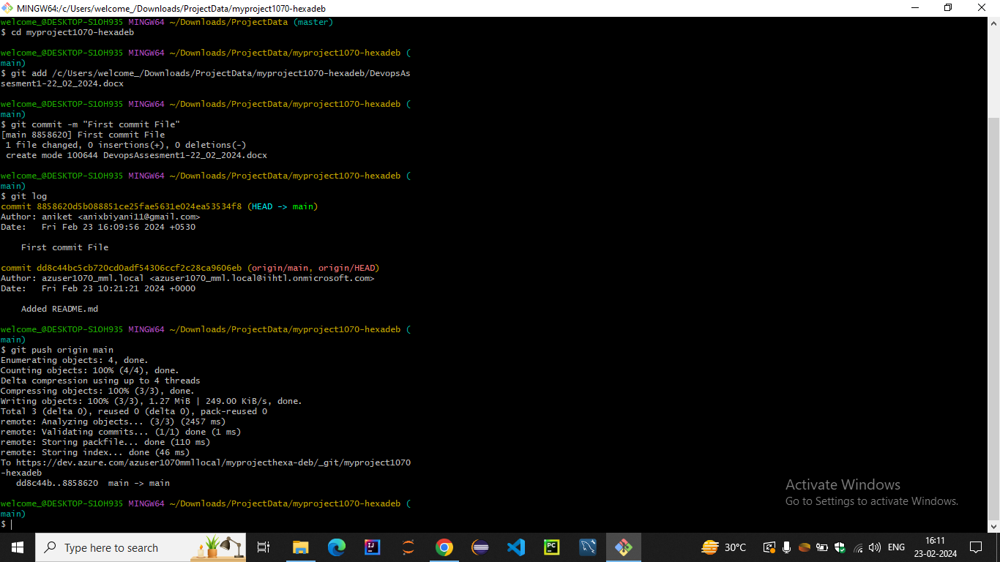 MINGW64:/c/Users/welcome_/Downloads/ProjectData/myproject1070-hexadeb
welcome_@DESKTOP-S1OH935 MINGW64 ~/Downloads/ProjectData (master)
$ cd myproject1070-hexadeb
welcome_@DESKTOP-S1OH935 MINGW64 ~/Downloads/ProjectData/myproject1070-hexadeb (
main)
$ git add /c/Users/welcome_/Downloads/ProjectData/myproject1070-hexadeb/DevopsAs
sesment1-22_02_2024.docx
welcome_@DESKTOP-S1OH935 MINGW64 ~/Downloads/ProjectData/myproject1070-hexadeb (
main)
$ git commit -m "First commit File"
[main 8858620] First commit File
 1 file changed, 0 insertions(+), 0 deletions(-)
 create mode 100644 DevopsAssesment1-22_02_2024.docx
welcome_@DESKTOP-S1OH935 MINGW64 ~/Downloads/ProjectData/myproject1070-hexadeb (
main)
$ git log
commit 8858620d5b088851ce25fae5631e024ea53534f8 (HEAD -> main)
Author: aniket <anixbiyani11@gmail.com>
Date:   Fri Feb 23 16:09:56 2024 +0530
    First commit File
commit dd8c44bc5cb720cd0adf54306ccf2c28ca9606eb (origin/main, origin/HEAD)
Author: azuser1070_mml.local <azuser1070_mml.local@iihtl.onmicrosoft.com>
Date:   Fri Feb 23 10:21:21 2024 +0000
    Added README.md
welcome_@DESKTOP-S1OH935 MINGW64 ~/Downloads/ProjectData/myproject1070-hexadeb (
main)
$ git push origin main
Enumerating objects: 4, done.
Counting objects: 100% (4/4), done.
Delta compression using up to 4 threads
Compressing objects: 100% (3/3), done.
Writing objects: 100% (3/3), 1.27 MiB | 249.00 KiB/s, done.
Total 3 (delta 0), reused 0 (delta 0), pack-reused 0
remote: Analyzing objects... (3/3) (2457 ms)
remote: Validating commits... (1/1) done (1 ms)
remote: Storing packfile... done (110 ms)
remote: Storing index... done (46 ms)
To https://dev.azure.com/azuser1070mmllocal/myprojecthexa-deb/_git/myproject1070
-hexadeb
   dd8c44b..8858620  main -> main
welcome_@DESKTOP-S1OH935 MINGW64 ~/Downloads/ProjectData/myproject1070-hexadeb (
main)
$
Activate Windows
Go to Settings to activate Windows.
Type here to search
IJ
PC
30°C
ENG
16:11
23-02-2024